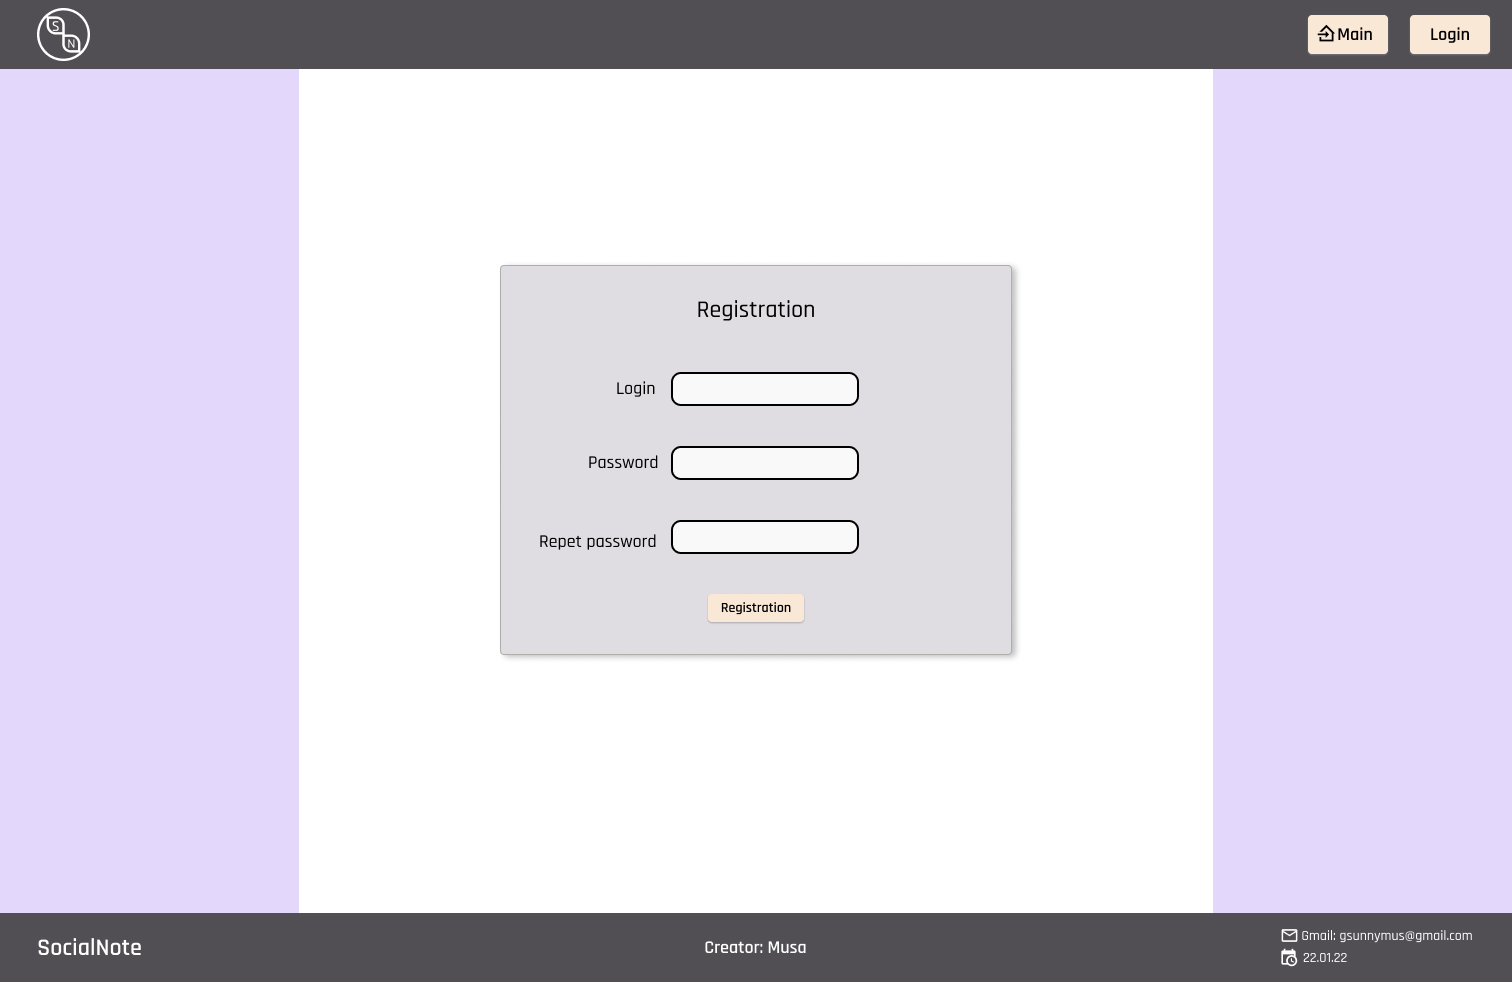 S
N
Main
Login
Registration
Login
Password
Repet password
Registration
SocialNote
Creator: Musa
Gmail: gsunnymus@gmail.com
22.01.22